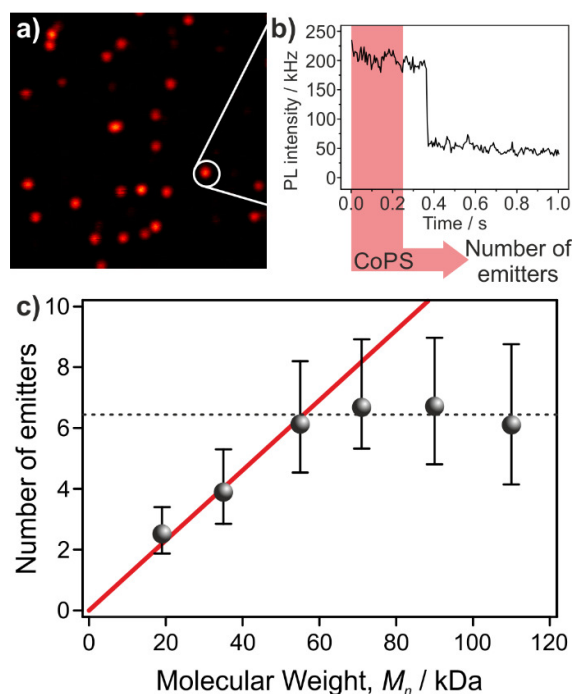 a)
b)
PL intensity / kHz
250
200
150
100
50
0
0.0 0.2 0.4 0.6 0.8 1.0
Time / s
CoPS
Number of
emitters
c)
Number of emitters
10
8
6
4
2
0
0 20 40 60 80 100 120
Molecular Weight, Mn / kDa